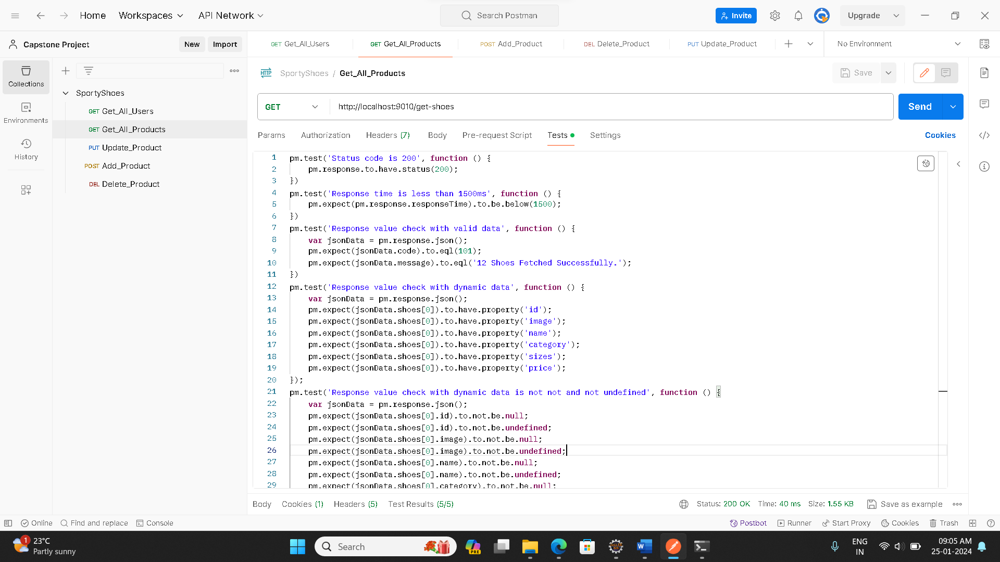 Home Workspaces API Network Search Postman Invite Upgrade
Capstone Project New Import GET Get_All_Users GET Get_All_Products POST Add_Product DEL Delete_Product PUT Update_Product No Environment
Collections
Environments
History
SportyShoes
GET Get_All_Users
GET Get_All_Products
PUT Update_Product
POST Add_Product
DEL Delete_Product
HTTP SportyShoes / Get_All_Products Save
GET http://localhost:9010/get-shoes Send
Params Authorization Headers (7) Body Pre-request Script Tests Settings Cookies
1 pm.test('Status code is 200', function () {
2 pm.response.to.have.status(200);
3 })
4 pm.test('Response time is less than 1500ms', function () {
5 pm.expect(pm.response.responseTime).to.be.below(1500);
6 })
7 pm.test('Response value check with valid data', function () {
8 var jsonData = pm.response.json();
9 pm.expect(jsonData.code).to.eql(101);
10 pm.expect(jsonData.message).to.eql('12 Shoes Fetched Successfully.');
11 })
12 pm.test('Response value check with dynamic data', function () {
13 var jsonData = pm.response.json();
14 pm.expect(jsonData.shoes[0]).to.have.property('id');
15 pm.expect(jsonData.shoes[0]).to.have.property('image');
16 pm.expect(jsonData.shoes[0]).to.have.property('name');
17 pm.expect(jsonData.shoes[0]).to.have.property('category');
18 pm.expect(jsonData.shoes[0]).to.have.property('sizes');
19 pm.expect(jsonData.shoes[0]).to.have.property('price');
20 });
21 pm.test('Response value check with dynamic data is not not and not undefined', function () {
22 var jsonData = pm.response.json();
23 pm.expect(jsonData.shoes[0].id).to.not.be.null;
24 pm.expect(jsonData.shoes[0].id).to.not.be.undefined;
25 pm.expect(jsonData.shoes[0].image).to.not.be.null;
26 pm.expect(jsonData.shoes[0].image).to.not.be.undefined;
27 pm.expect(jsonData.shoes[0].name).to.not.be.null;
28 pm.expect(jsonData.shoes[0].name).to.not.be.undefined;
29 pm.expect(jsonData.shoes[0].category).to.not.be.null;
Body Cookies (1) Headers (5) Test Results (5/5) Status: 200 OK Time: 40 ms Size: 1.55 KB Save as example
Online Find and replace Console Postbot Runner Start Proxy Cookies Trash
1 23°C
Partly sunny
Search
PRE
ENG
IN
09:05 AM
25-01-2024